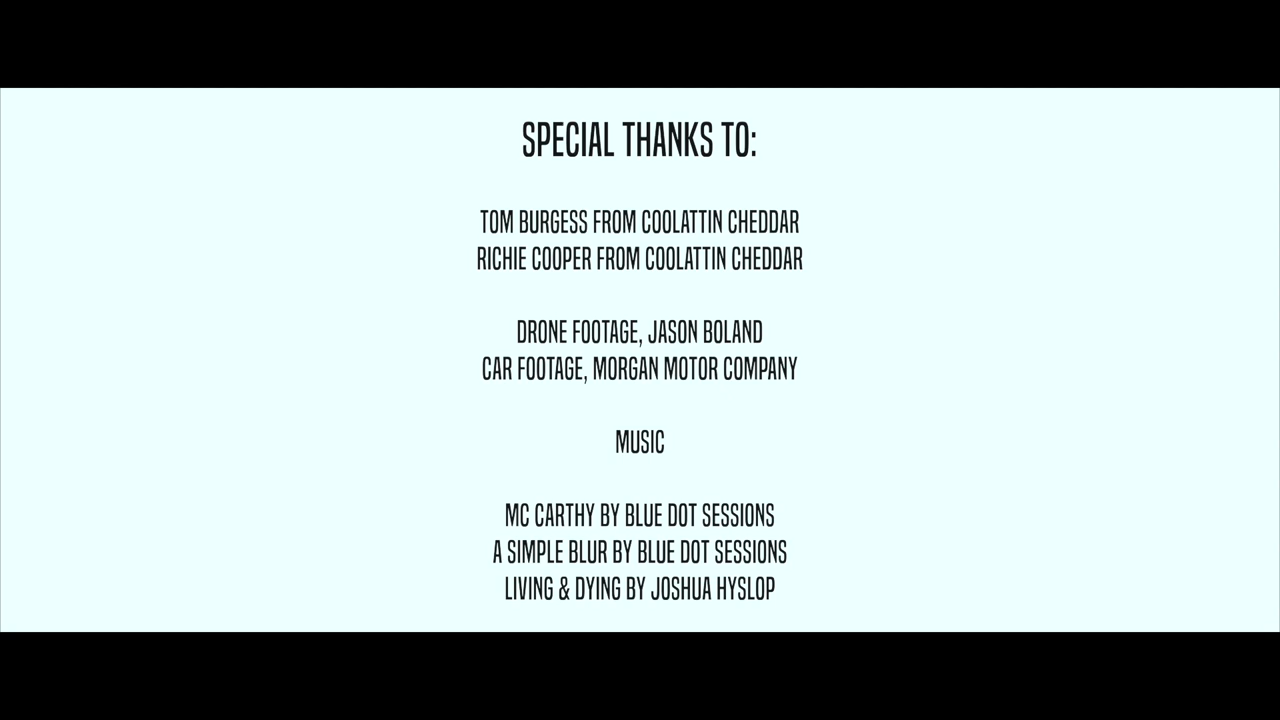 SPECIAL THANKS TO:
TOM BURGESS FROM COOLATTIN CHEDDAR
RICHIE COOPER FROM COOLATTIN CHEDDAR
DRONE FOOTAGE, JASON BOLAND
CAR FOOTAGE, MORGAN MOTOR COMPANY
MUSIC
MC CARTHY BY BLUE DOT SESSIONS
A SIMPLE BLUR BY BLUE DOT SESSIONS
LIVING & DYING BY JOSHUA HYSLOP